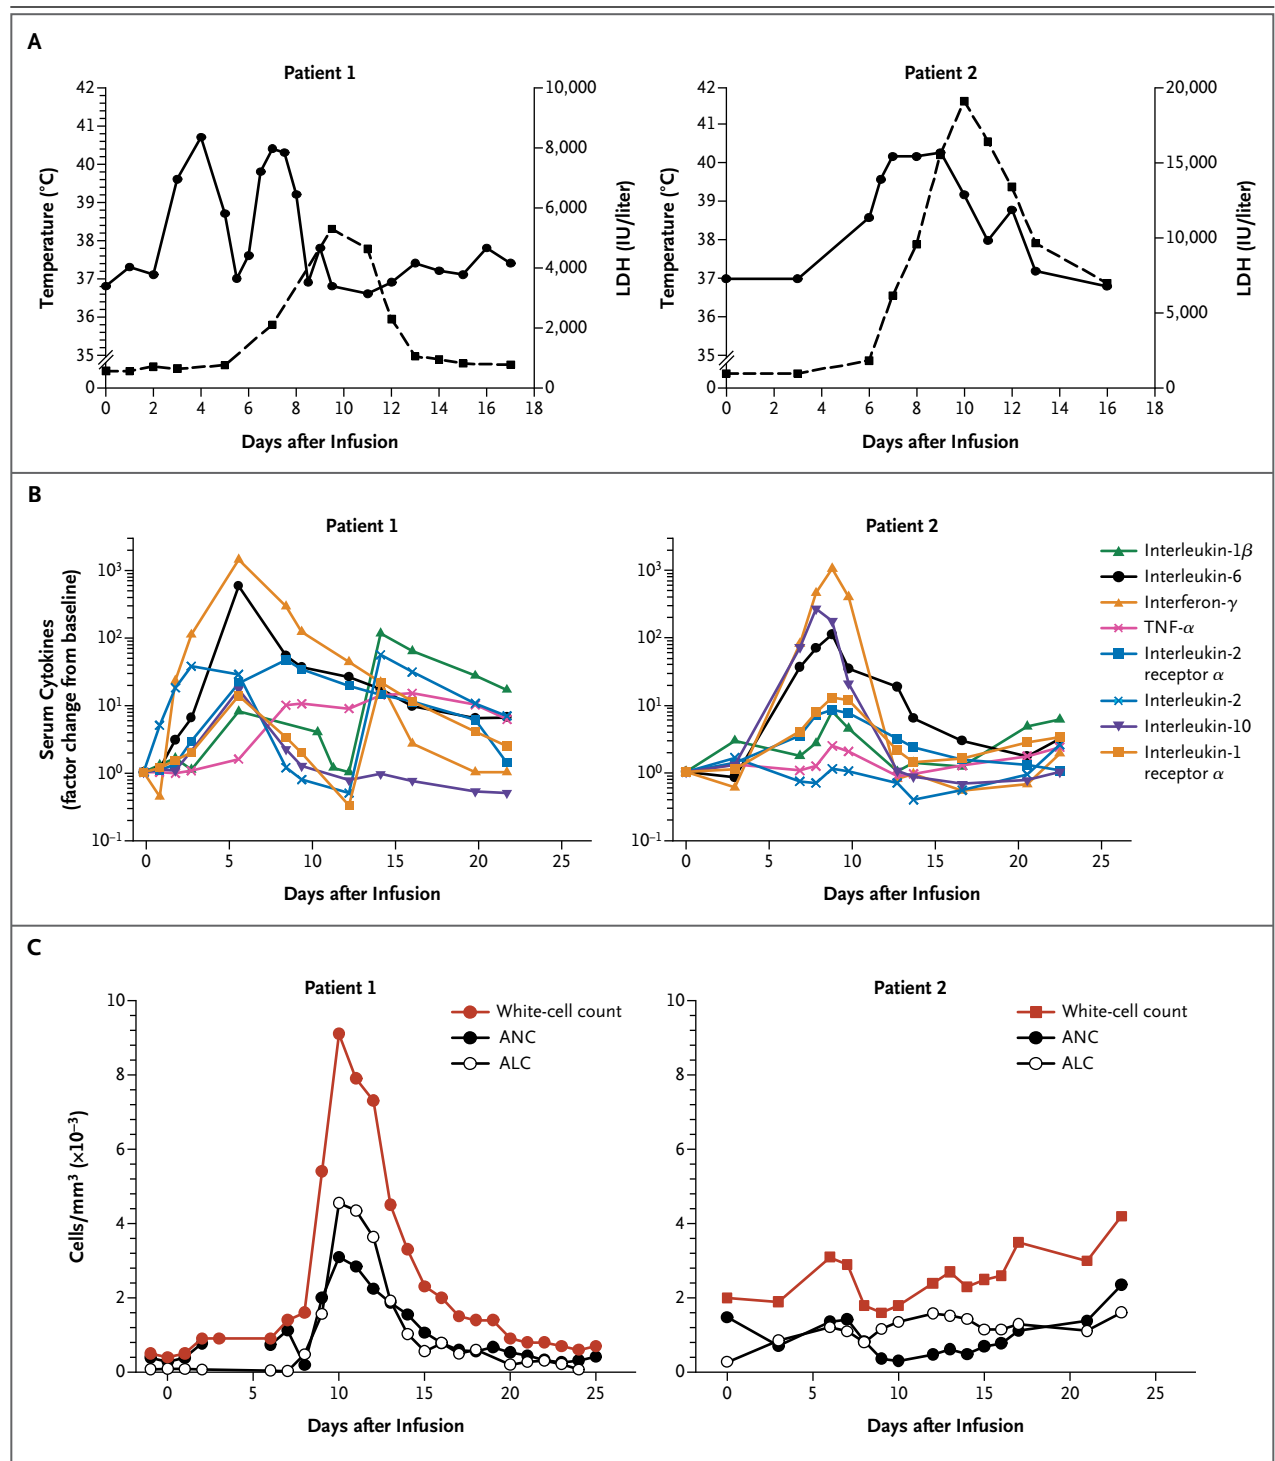 A
Patient 1
42
41
40
39
38
37
36
35
0
Temperature (°C)
10,000
8,000
6,000
4,000
2,000
0
LDH (IU/liter)
0 2 4 6 8 10 12 14 16 18
Days after Infusion
Patient 2
42
41
40
39
38
37
36
35
0
Temperature (°C)
20,000
15,000
10,000
5,000
0
LDH (IU/liter)
0 2 4 6 8 10 12 14 16 18
Days after Infusion
B
Patient 1
Serum Cytokines
(factor change from baseline)
10³
10²
10¹
10⁰
10⁻¹
0 5 10 15 20 25
Days after Infusion
Patient 2
10³
10²
10¹
10⁰
10⁻¹
0 5 10 15 20 25
Days after Infusion
Interleukin-1β
Interleukin-6
Interferon-γ
TNF-α
Interleukin-2
receptor α
Interleukin-2
Interleukin-10
Interleukin-1
receptor α
C
Patient 1
Cells/mm³ (×10⁻³)
10
8
6
4
2
0
White-cell count
ANC
ALC
0 5 10 15 20 25
Days after Infusion
Patient 2
10
8
6
4
2
0
White-cell count
ANC
ALC
0 5 10 15 20 25
Days after Infusion